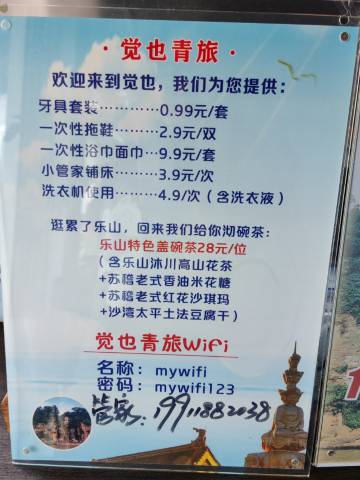 ·觉也青旅·
欢迎来到觉也，我们为您提供：
牙具套装…………0.99元/套
一次性拖鞋………2.9元/双
一次性浴巾面巾…9.9元/套
小管家铺床………3.9元/次
洗衣机使用………4.9/次（含洗衣液）
逛累了乐山，回来我们给你沏碗茶：
乐山特色盖碗茶28元/位
（含乐山沐川高山花茶
+苏稽老式香油米花糖
+苏稽老式红花沙琪玛
+沙湾太平土法豆腐干）
觉也青旅WiFi
名称：mywifi
密码：mywifi123
管家：19911882038